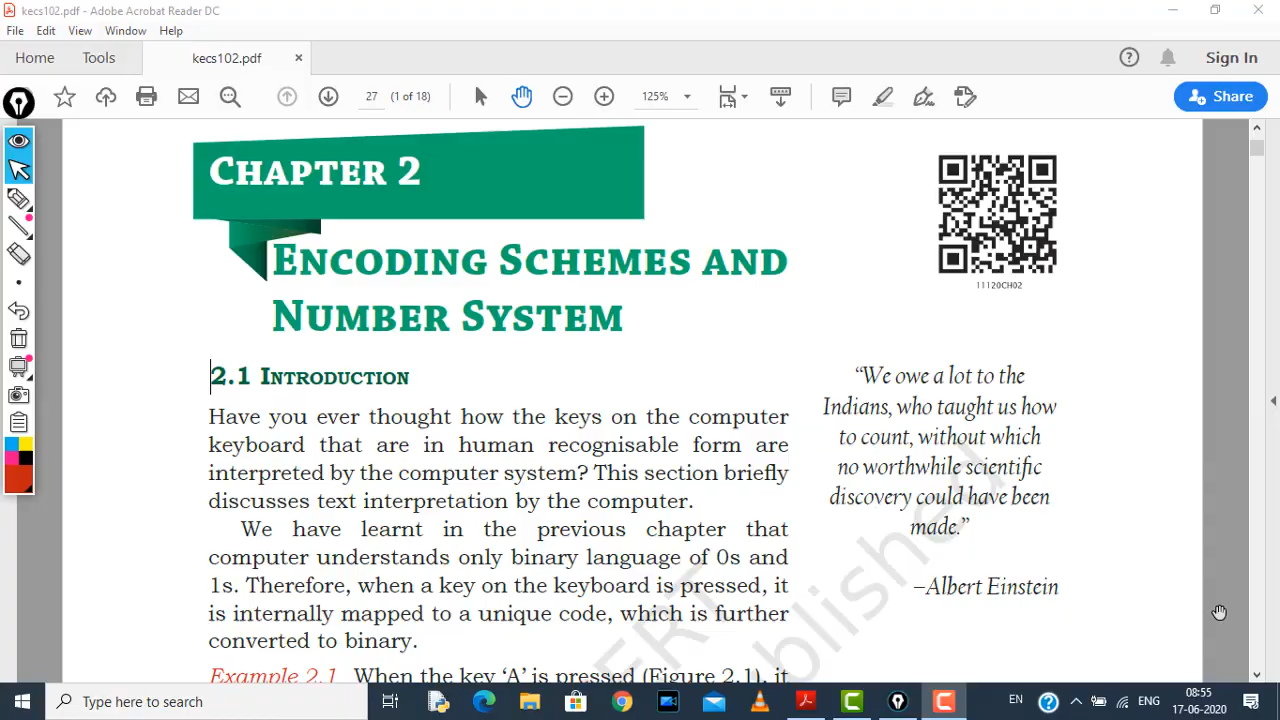 kecs102.pdf - Adobe Acrobat Reader DC
File Edit View Window Help
Home Tools kecs102.pdf × Sign In
27 (1 of 18) 125% Share
CHAPTER 2
ENCODING SCHEMES AND
NUMBER SYSTEM
11120CH02
2.1 INTRODUCTION
Have you ever thought how the keys on the computer
keyboard that are in human recognisable form are
interpreted by the computer system? This section briefly
discusses text interpretation by the computer.
We have learnt in the previous chapter that
computer understands only binary language of 0s and
1s. Therefore, when a key on the keyboard is pressed, it
is internally mapped to a unique code, which is further
converted to binary.
Example 2.1 When the key ‘A’ is pressed (Figure 2.1), it
“We owe a lot to the
Indians, who taught us how
to count, without which
no worthwhile scientific
discovery could have been
made.”
–Albert Einstein
Type here to search
EN ENG 08:55
17-06-2020